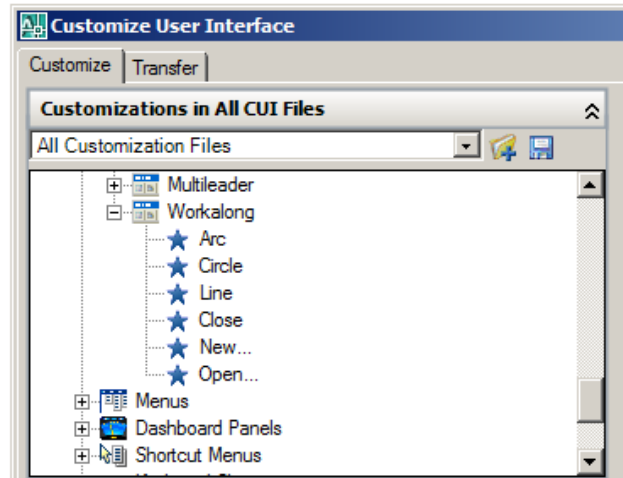 Customize User Interface
Customize
Transfer
Customizations in All CUI Files
All Customization Files
Multileader
Workalong
Arc
Circle
Line
Close
New...
Open...
Menus
Dashboard Panels
Shortcut Menus